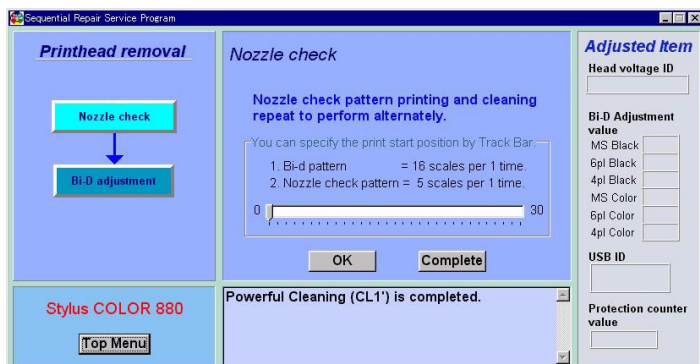 Sequential Repair Service Program
Printhead removal
Nozzle check
Bi-D adjustment
Nozzle check
Nozzle check pattern printing and cleaning
repeat to perform alternately.
You can specify the print start position by Track Bar.
1. Bi-d pattern = 16 scales per 1 time.
2. Nozzle check pattern = 5 scales per 1 time.
0 30
OK Complete
Adjusted Item
Head voltage ID
Bi-D Adjustment
value
MS Black
6pl Black
4pl Black
MS Color
6pl Color
4pl Color
USB ID
Protection counter
value
Stylus COLOR 880
Top Menu
Powerful Cleaning (CL1') is completed.